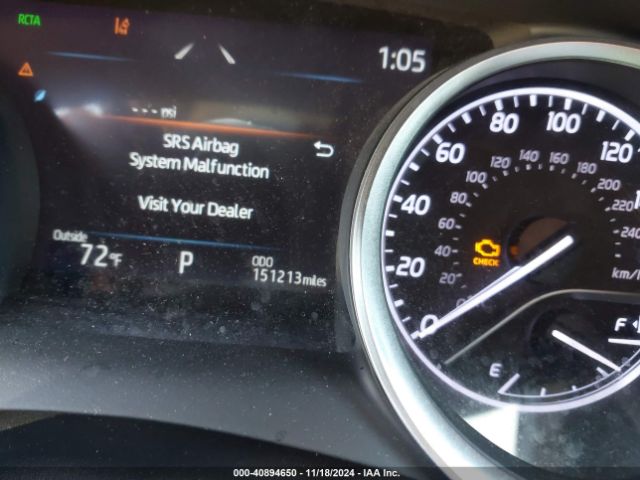 RCTA
1:05
- - - psi
SRS Airbag
System Malfunction
Visit Your Dealer
Outside
72°F
P
ODO
151213 miles
0
20
40
60
80
100
120
20
40
60
80
100
120
140
160
180
200
220
240
km/
CHECK
E
F
000-40894650 - 11/18/2024 - IAA Inc.